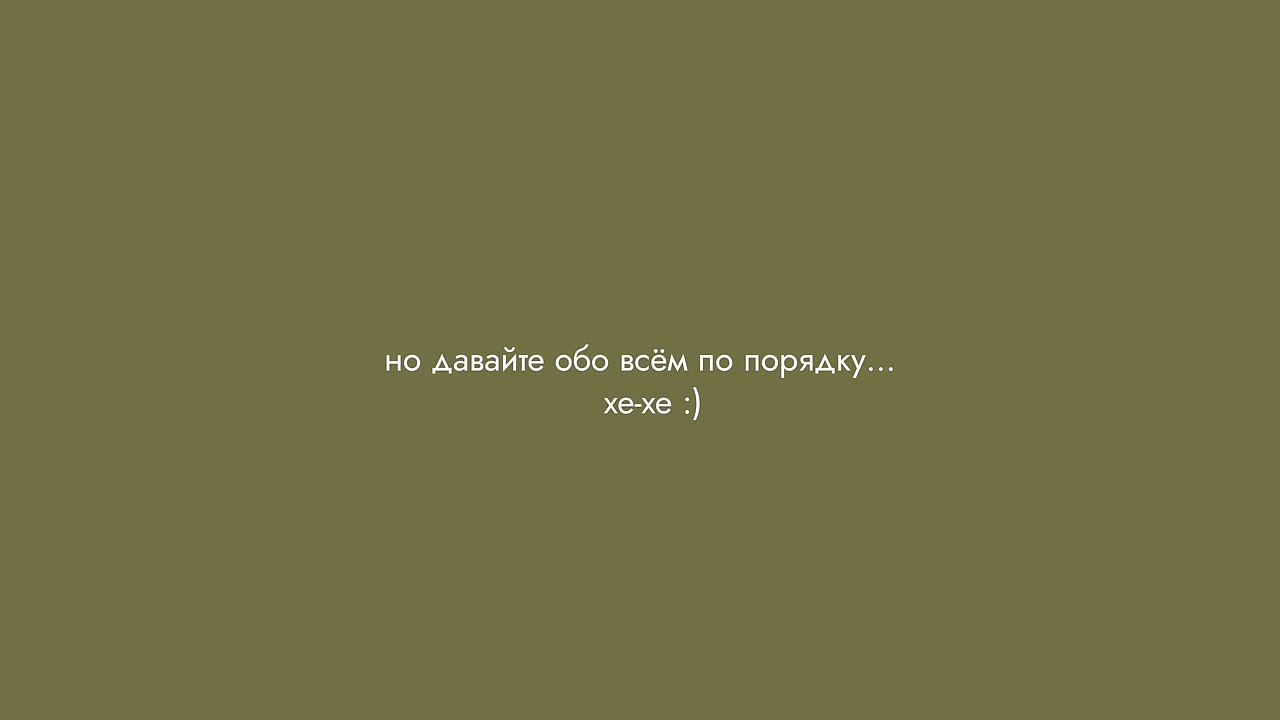 но давайте обо всём по порядку...
хе-хе :)